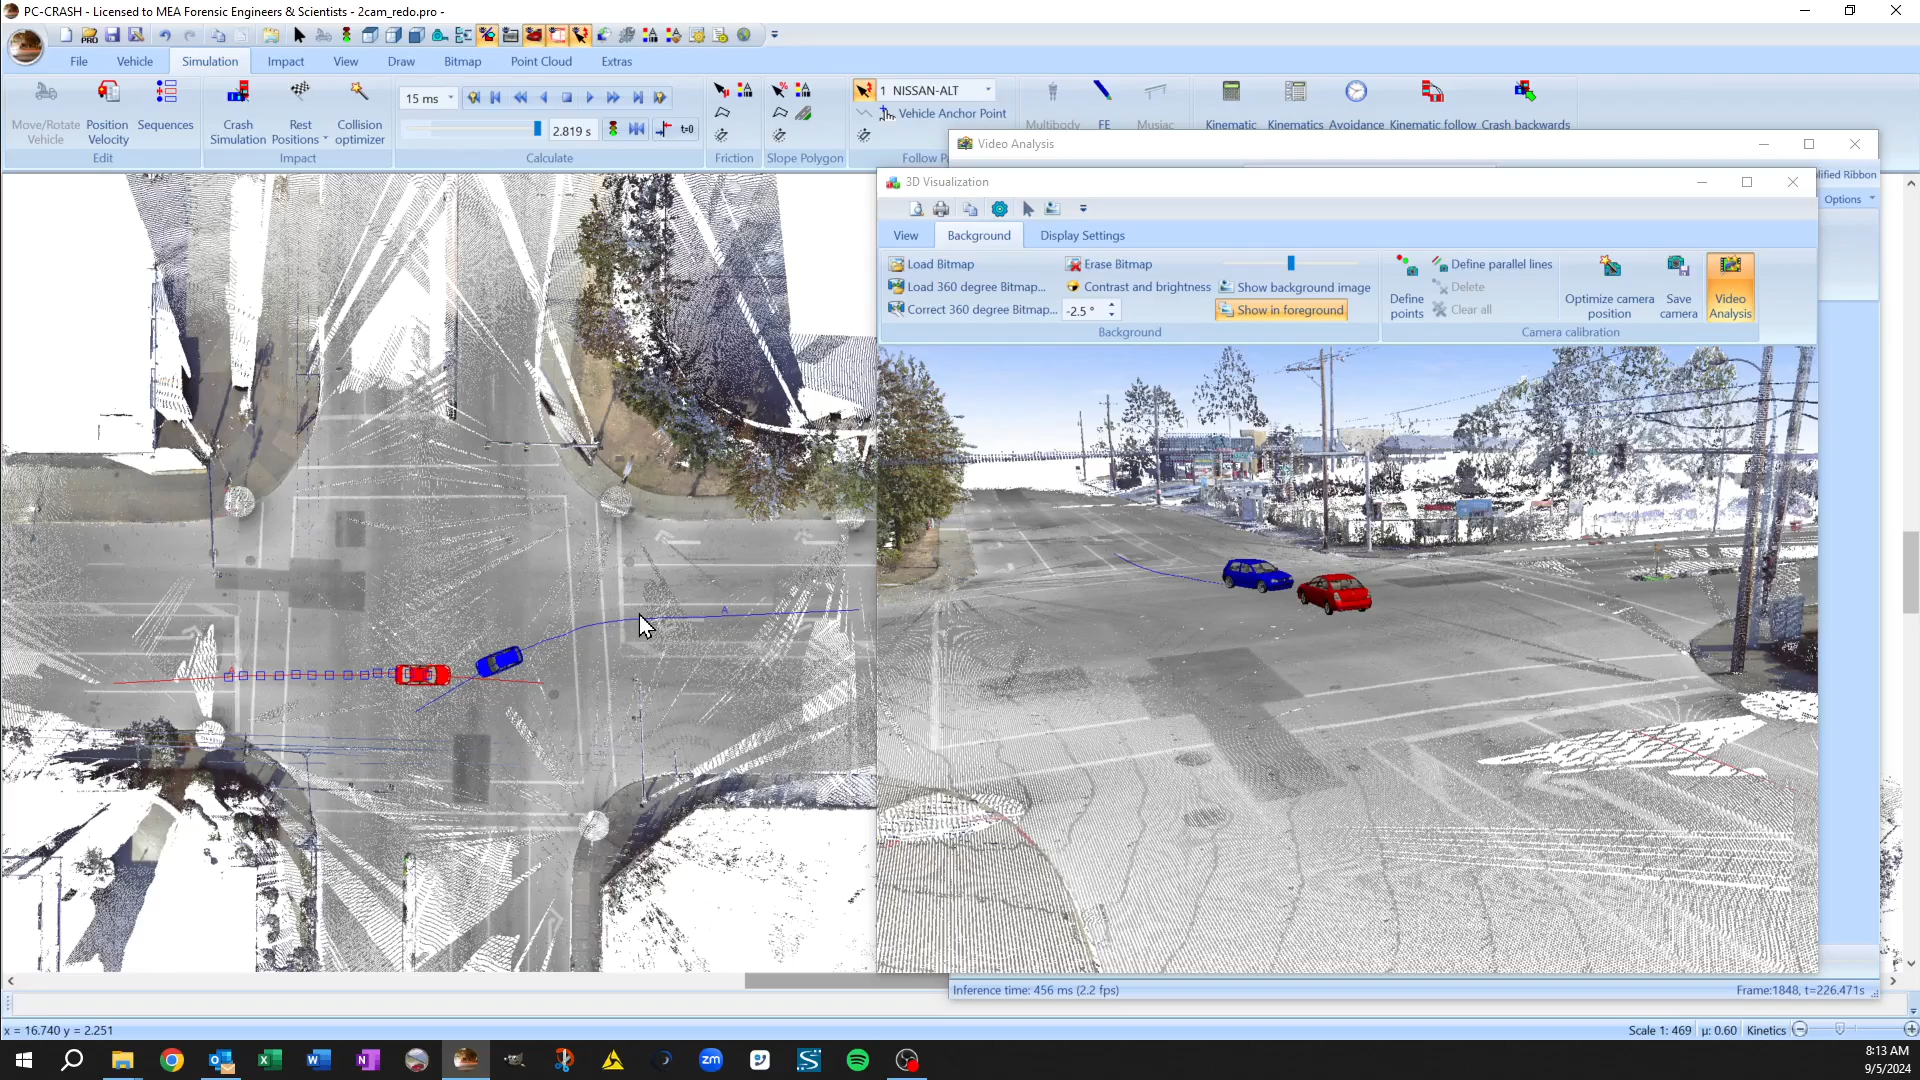 PC-CRASH - Licensed to MEA Forensic Engineers & Scientists - 2cam_redo.pro -
File Vehicle Simulation Impact View Draw Bitmap Point Cloud Extras
15 ms
2.819 s
t=0
1 NISSAN-ALT
Vehicle Anchor Point
Move/Rotate Vehicle
Position Velocity
Sequences
Crash Simulation
Rest Positions
Collision optimizer
Multibody
FE
Kinematic
Kinematics
Avoidance
Kinematic follow
Crash backwards
Edit
Impact
Calculate
Friction
Slope Polygon
Video Analysis
Options
3D Visualization
View Background Display Settings
Load Bitmap
Load 360 degree Bitmap...
Correct 360 degree Bitmap...
Erase Bitmap
Contrast and brightness
-2.5 °
Show background image
Show in foreground
Background
Define points
Define parallel lines
Delete
Clear all
Optimize camera position
Save camera
Video Analysis
Camera calibration
A
A
Inference time: 456 ms (2.2 fps)
Frame:1848, t=226.471s
x = 16.740 y = 2.251
Scale 1: 469
µ: 0.60
Kinetics
zm
8:13 AM
9/5/2024